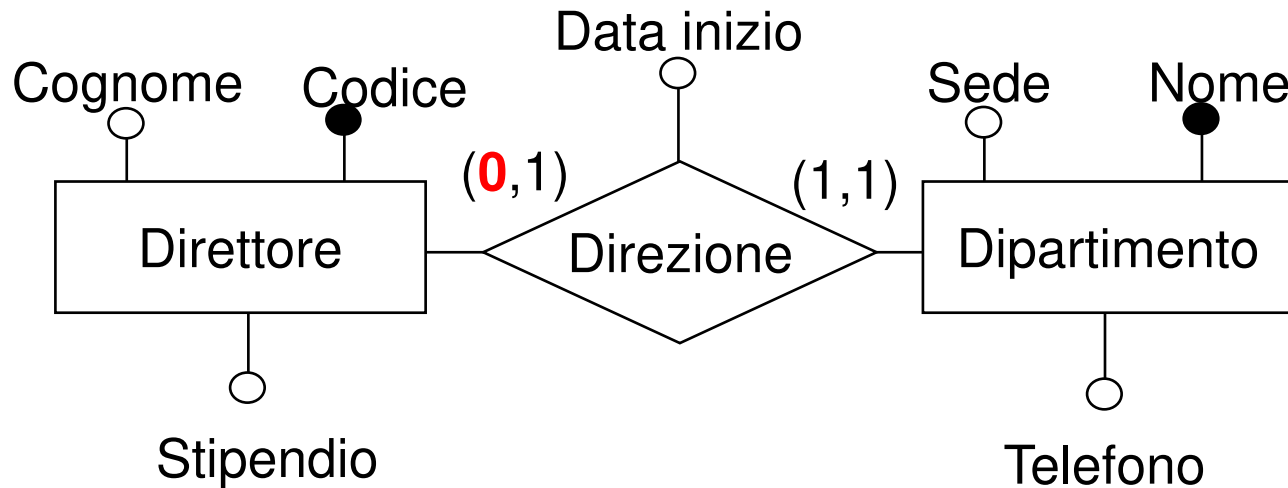 Data inizio
Cognome Codice Sede Nome
(0,1) (1,1)
Direttore Direzione Dipartimento
Stipendio Telefono